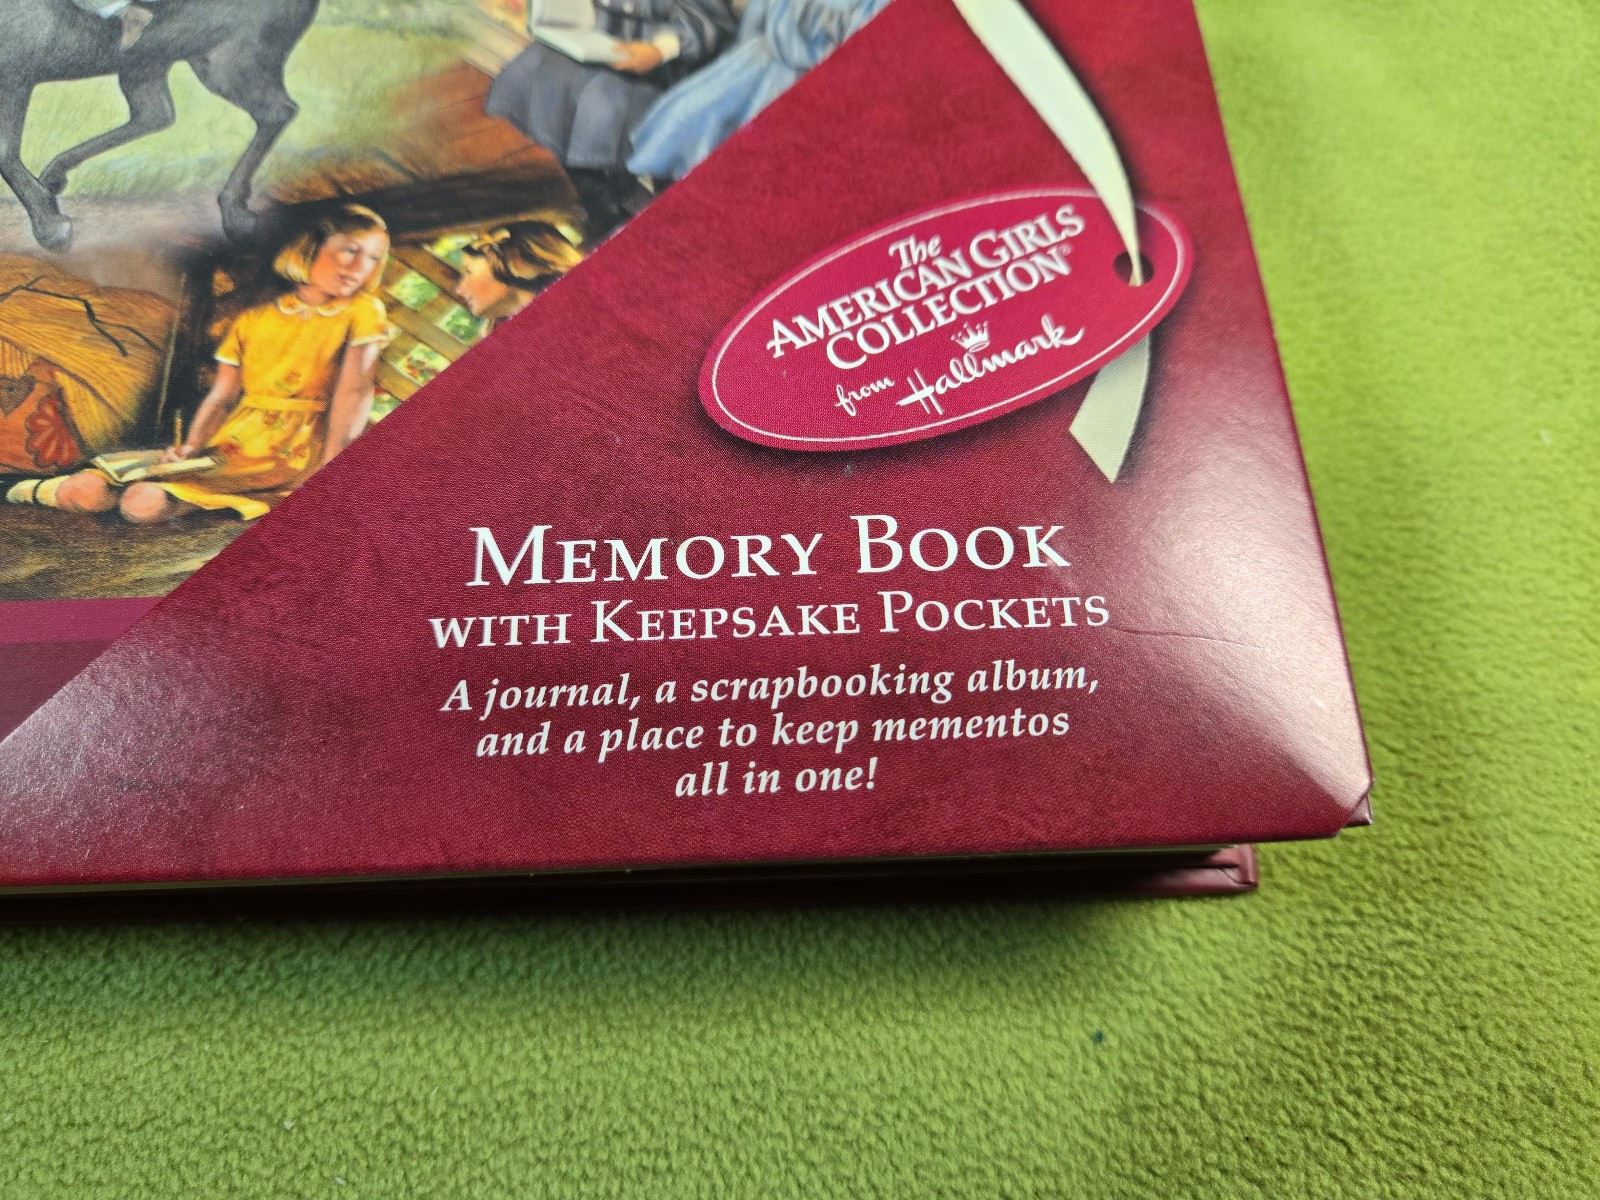 The
AMERICAN GIRLS
COLLECTION®
from Hallmark
MEMORY BOOK
WITH KEEPSAKE POCKETS
A journal, a scrapbooking album,
and a place to keep mementos
all in one!